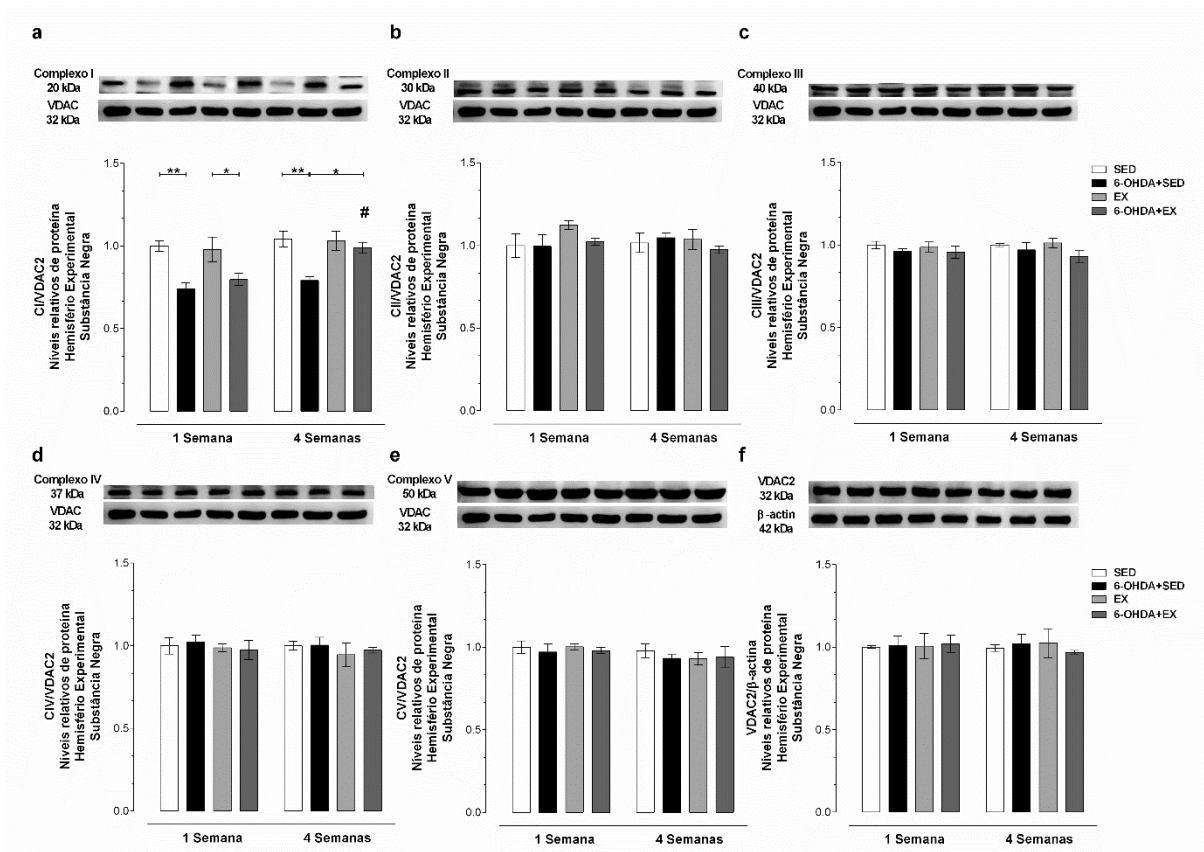 a
Complexo I
20 kDa
VDAC
32 kDa
CI/VDAC2
Níveis relativos de proteína
Hemisfério Experimental
Substância Negra
1.5
1.0
0.5
0.0
**
*
**
*
#
1 Semana
4 Semanas
b
Complexo II
30 kDa
VDAC
32 kDa
CII/VDAC2
Níveis relativos de proteína
Hemisfério Experimental
Substância Negra
1.5
1.0
0.5
0.0
1 Semana
4 Semanas
c
Complexo III
40 kDa
VDAC
32 kDa
CIII/VDAC2
Níveis relativos de proteína
Hemisfério Experimental
Substância Negra
1.5
1.0
0.5
0.0
1 Semana
4 Semanas
SED
6-OHDA+SED
EX
6-OHDA+EX
d
Complexo IV
37 kDa
VDAC
32 kDa
CIV/VDAC2
Níveis relativos de proteína
Hemisfério Experimental
Substância Negra
1.5
1.0
0.5
0.0
1 Semana
4 Semanas
e
Complexo V
50 kDa
VDAC
32 kDa
CV/VDAC2
Níveis relativos de proteína
Hemisfério Experimental
Substância Negra
1.5
1.0
0.5
0.0
1 Semana
4 Semanas
f
VDAC2
32 kDa
β-actin
42 kDa
VDAC2/β-actina
Níveis relativos de proteína
Hemisfério Experimental
Substância Negra
1.5
1.0
0.5
0.0
1 Semana
4 Semanas
SED
6-OHDA+SED
EX
6-OHDA+EX